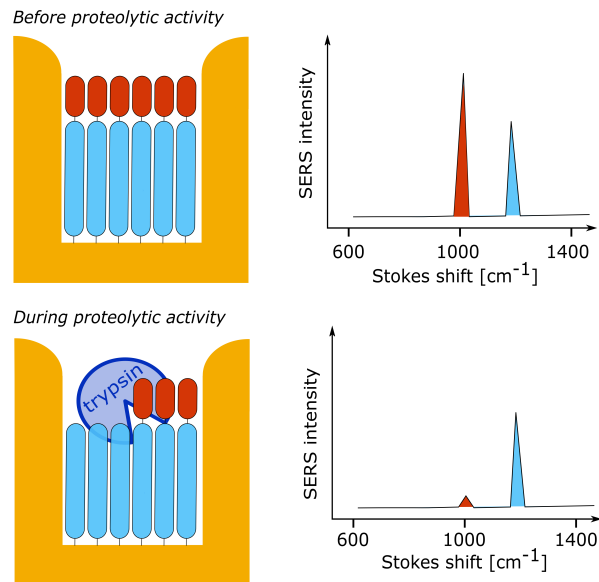 Before proteolytic activity
SERS intensity
600 1000 1400
Stokes shift [cm-1]
During proteolytic activity
trypsin
SERS intensity
600 1000 1400
Stokes shift [cm-1]